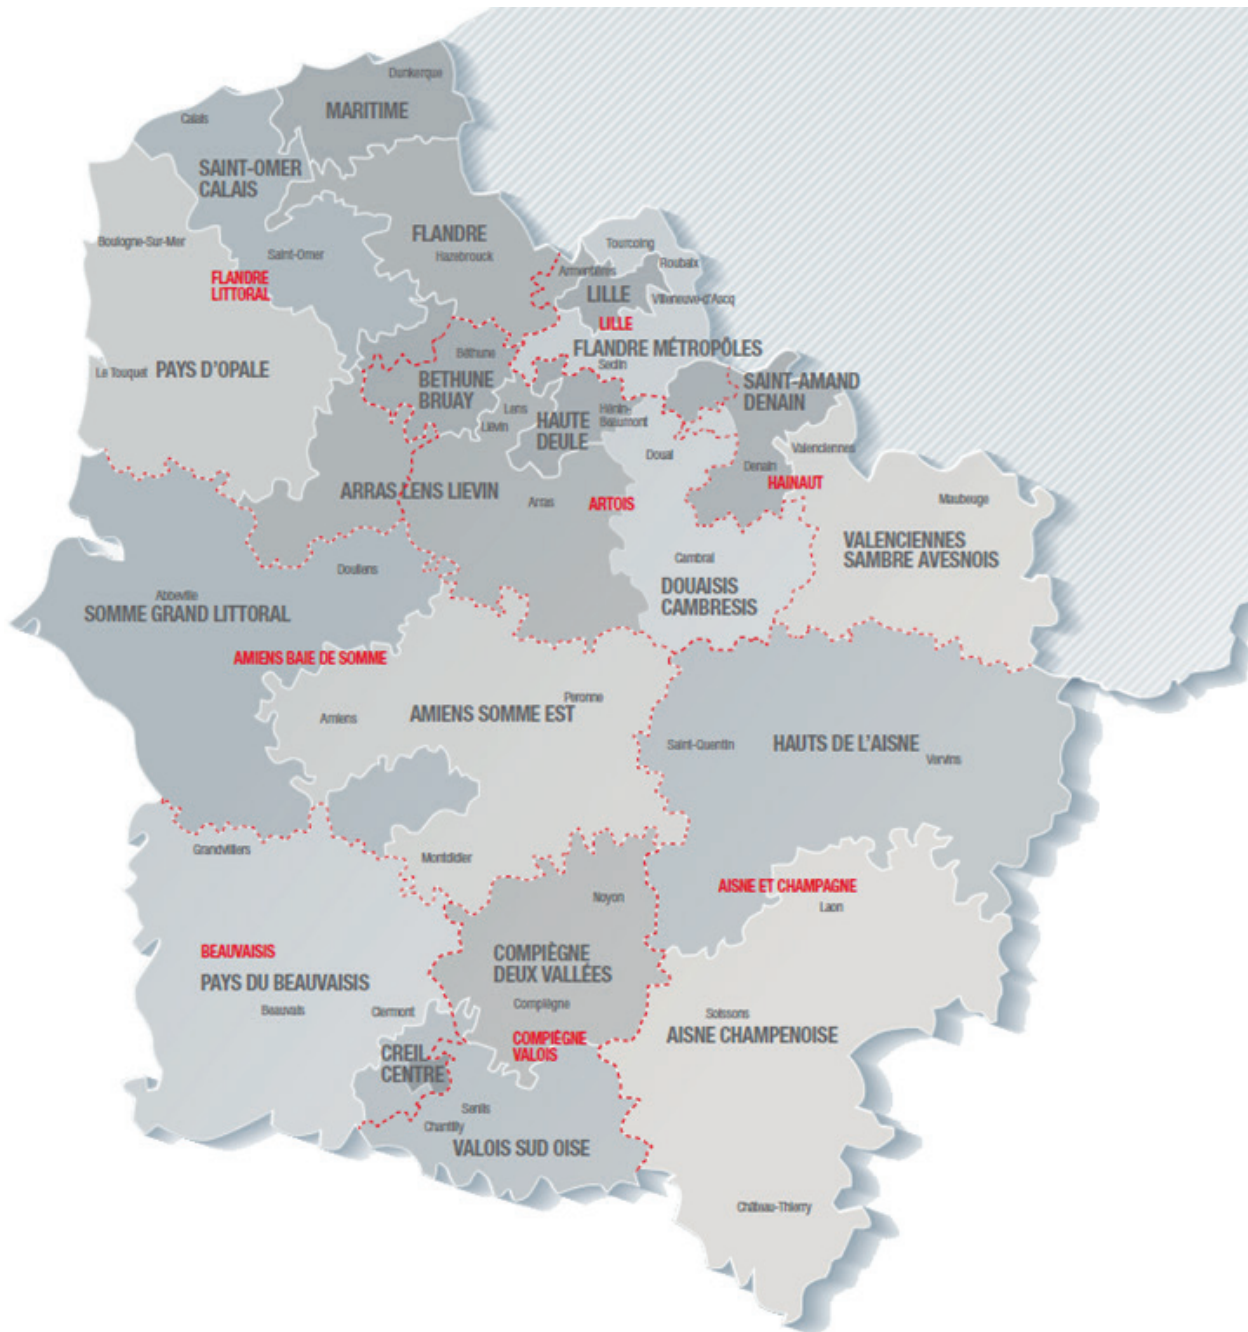 Dunkerque
MARITIME
Calais
SAINT-OMER
CALAIS
FLANDRE
Hazebrouck
Boulogne-Sur-Mer
Saint-Omer
FLANDRE
LITTORAL
Tourcoing
Roubaix
Armentières
LILLE
Villeneuve-d'Ascq
LILLE
FLANDRE MÉTROPÔLES
Seclin
Le Touquet
PAYS D'OPALE
Béthune
BETHUNE
BRUAY
SAINT-AMAND
DENAIN
Lens
Liévin
HAUTE
DEULE
Hénin-
Beaumont
Douai
Valenciennes
Denain
HAINAUT
ARRAS LENS LIEVIN
Arras
ARTOIS
Maubeuge
VALENCIENNES
SAMBRE AVESNOIS
Cambrai
DOUAISIS
CAMBRESIS
Doullens
Abbeville
SOMME GRAND LITTORAL
AMIENS BAIE DE SOMME
Peronne
Amiens
AMIENS SOMME EST
Saint-Quentin
HAUTS DE L'AISNE
Vervins
Grandvilliers
Montdidier
AISNE ET CHAMPAGNE
Laon
Noyon
BEAUVAISIS
PAYS DU BEAUVAISIS
Beauvais
Clermont
COMPIÈGNE
DEUX VALLÉES
Compiègne
COMPIÈGNE
VALOIS
Soissons
AISNE CHAMPENOISE
CREIL
CENTRE
Senlis
Chantilly
VALOIS SUD OISE
Château-Thierry